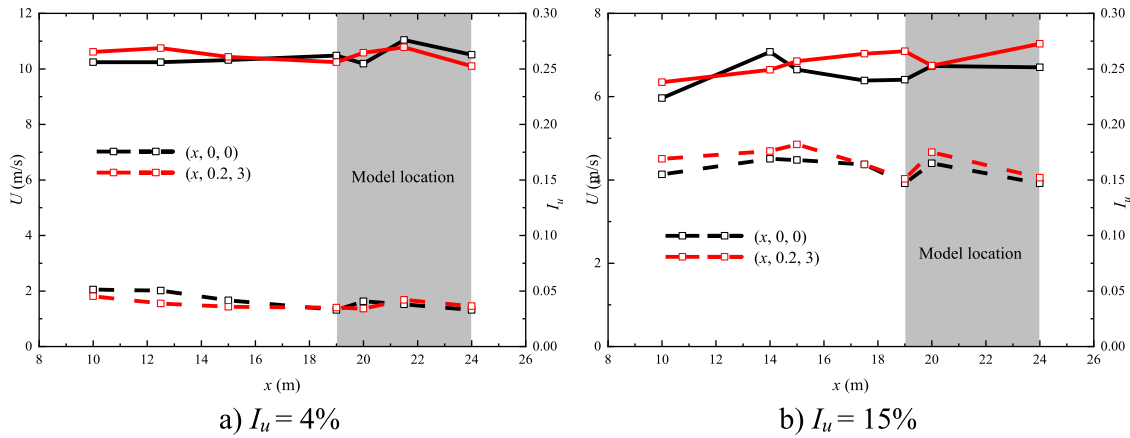 12
10
8
6
4
2
0
U (m/s)
0.30
0.25
0.20
0.15
0.10
0.05
0.00
I_u
(x, 0, 0)
(x, 0.2, 3)
Model location
8 10 12 14 16 18 20 22 24 26
x (m)
a) I_u = 4%
8
6
4
2
0
U (m/s)
0.30
0.25
0.20
0.15
0.10
0.05
0.00
I_u
(x, 0, 0)
(x, 0.2, 3)
Model location
8 10 12 14 16 18 20 22 24 26
x (m)
b) I_u = 15%